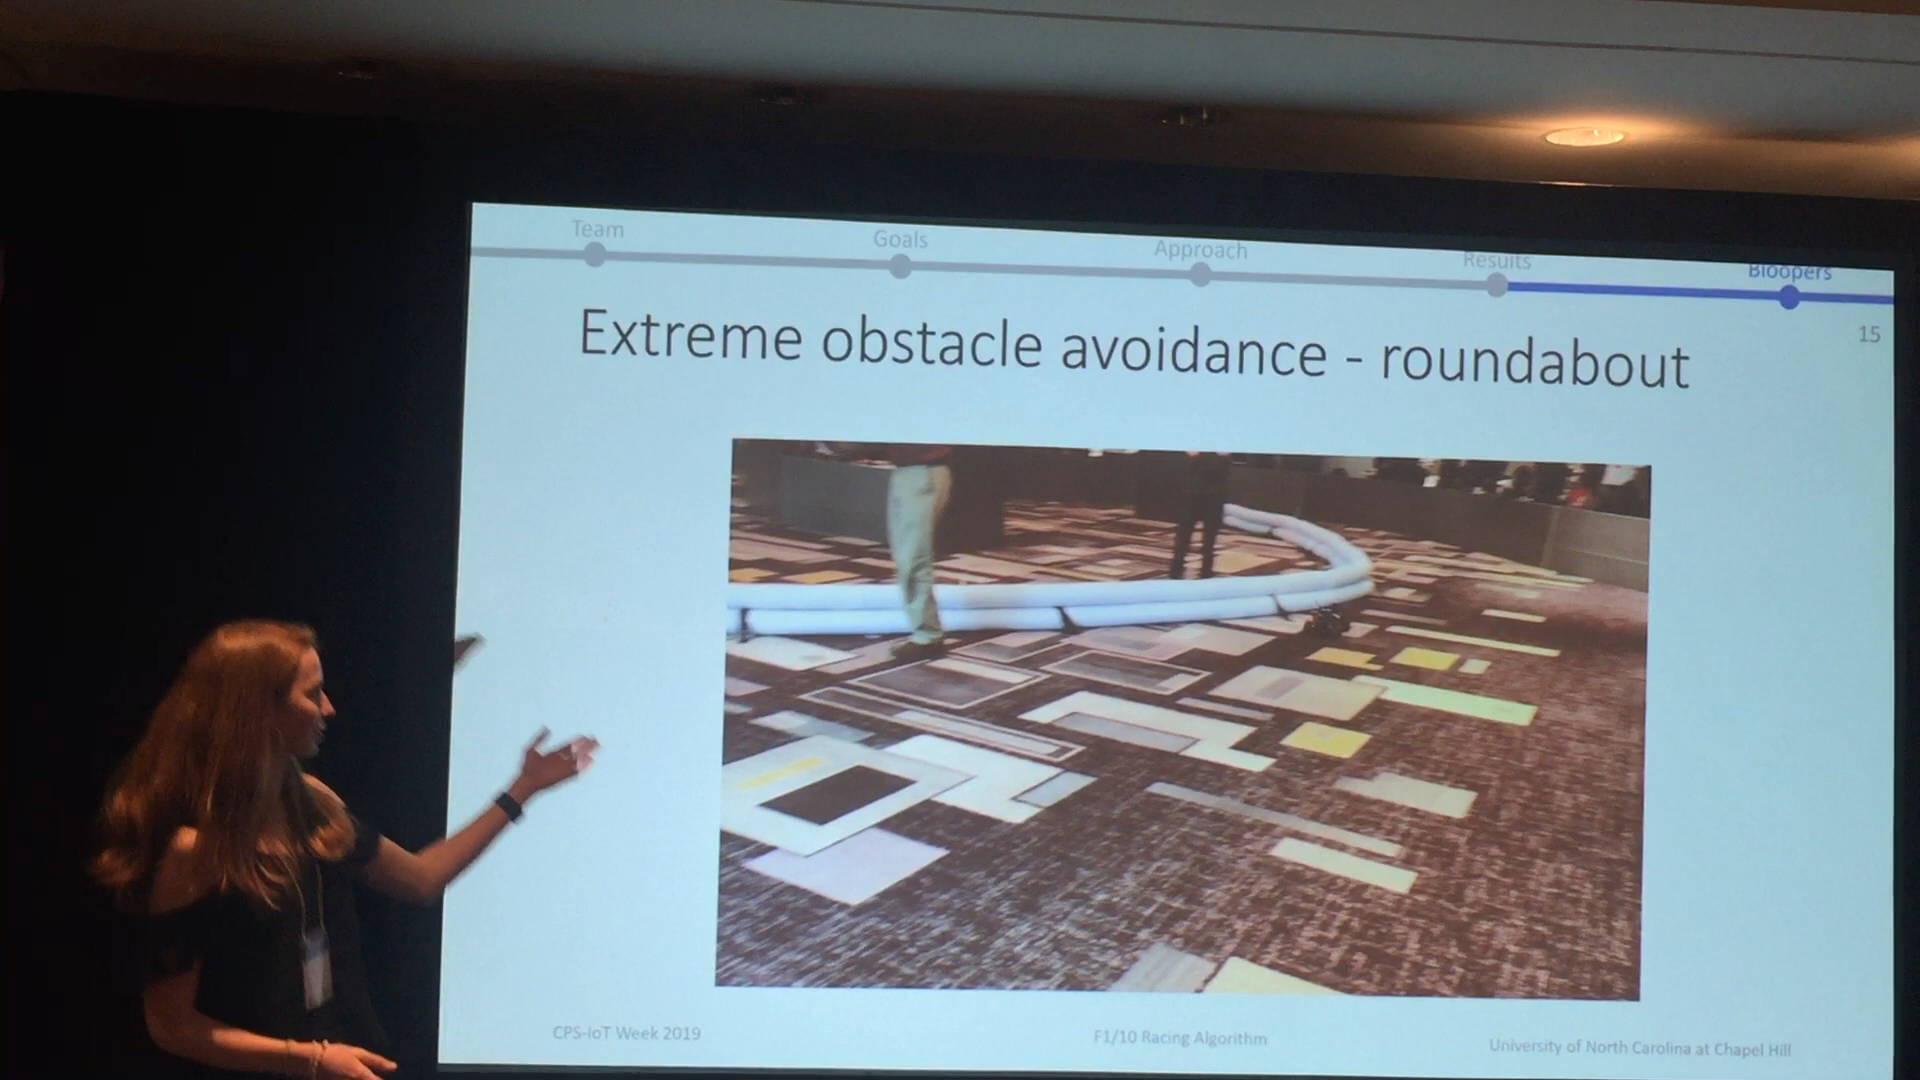 Team
Goals
Approach
Results
Bloopers
15
Extreme obstacle avoidance - roundabout
CPS-IoT Week 2019
F1/10 Racing Algorithm
University of North Carolina at Chapel Hill